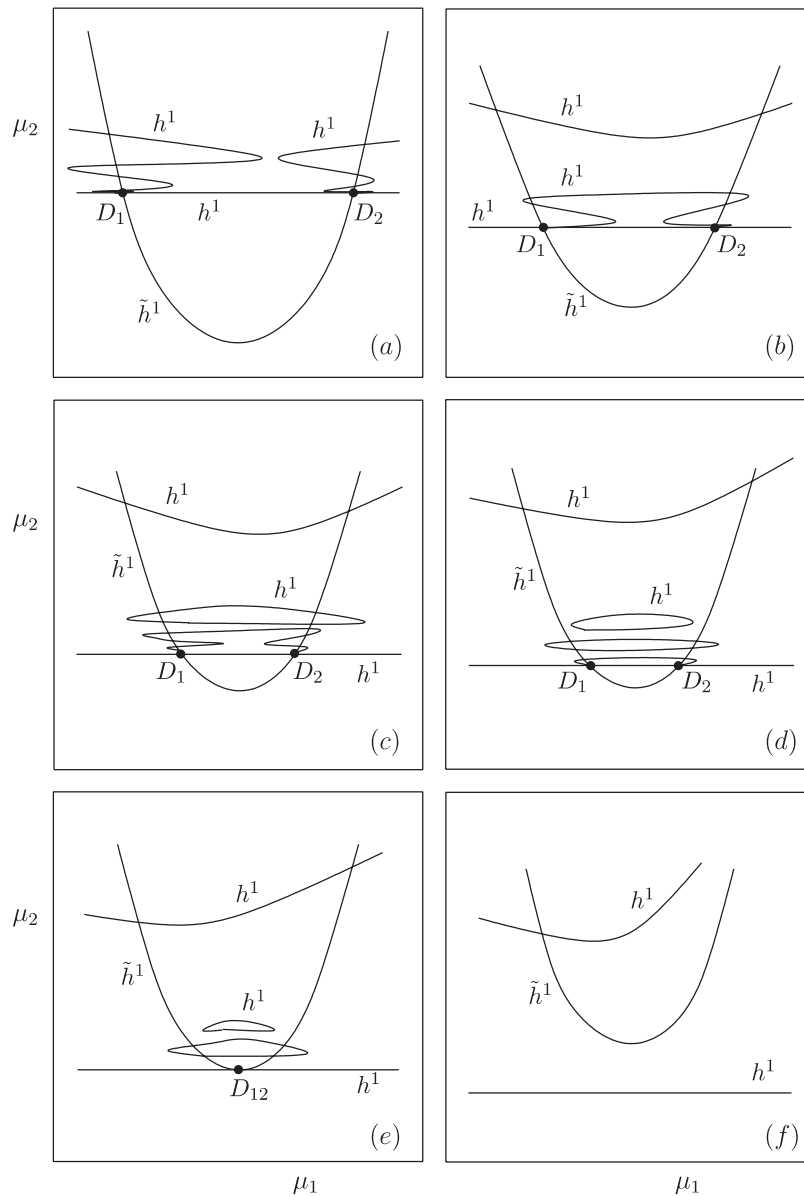 μ₂ h¹ h¹
D₁ h¹ D₂
h̃¹
(a)
h¹
h¹
h¹
D₁ D₂
h̃¹
(b)
μ₂ h¹
h̃¹
h¹
D₁ D₂ h¹
(c)
h¹
h̃¹
h¹
D₁ D₂ h¹
(d)
μ₂ h¹
h̃¹
h¹
D₁₂ h¹
(e)
h¹
h̃¹
h¹
(f)
μ₁ μ₁